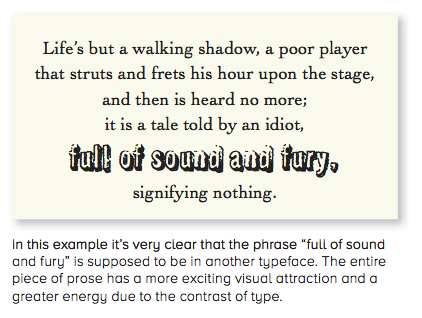 Life’s but a walking shadow, a poor player
that struts and frets his hour upon the stage,
and then is heard no more;
it is a tale told by an idiot,
full of sound and fury,
signifying nothing.
In this example it’s very clear that the phrase “full of sound
and fury” is supposed to be in another typeface. The entire
piece of prose has a more exciting visual attraction and a
greater energy due to the contrast of type.